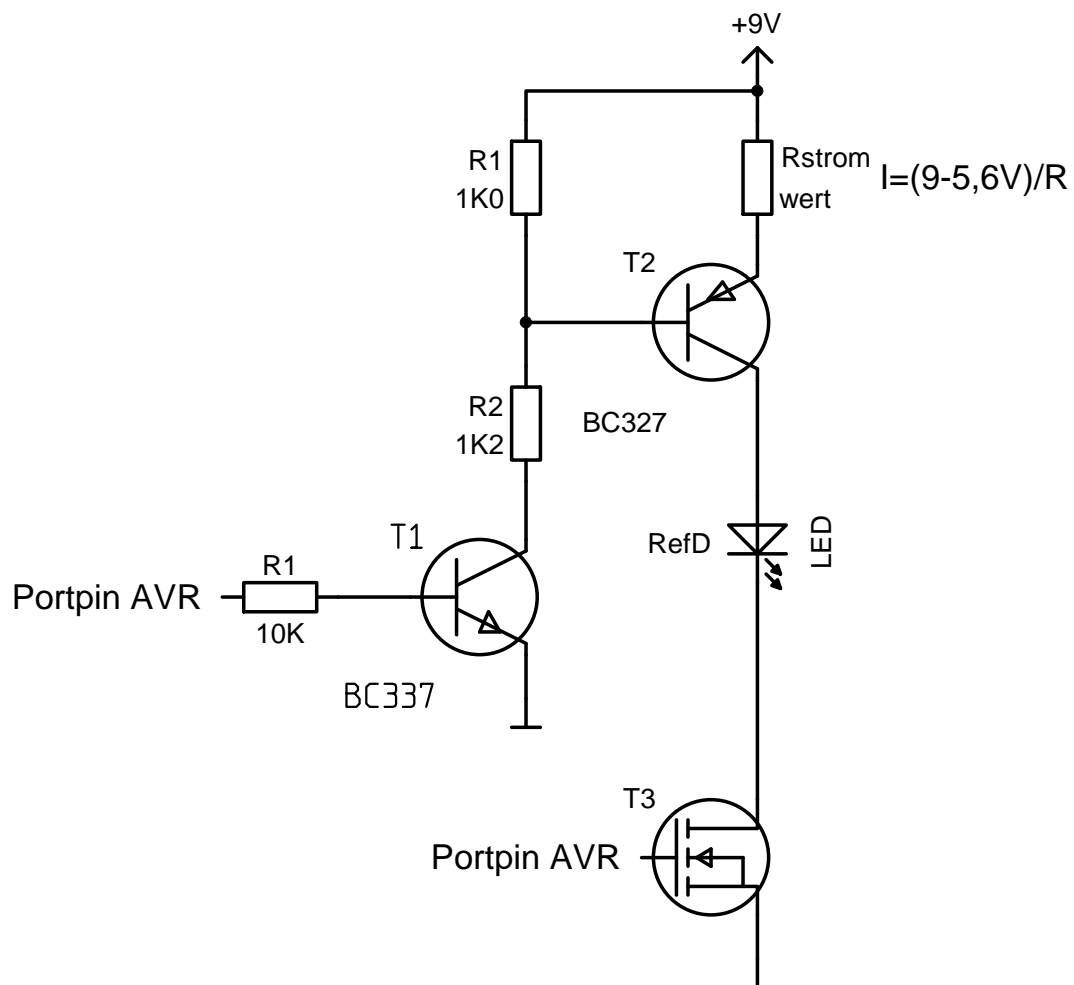 +9V
R1
1K0
Rstrom
wert
I=(9-5,6V)/R
T2
R2
1K2
BC327
T1
RefD
LED
R1
Portpin AVR
10K
BC337
T3
Portpin AVR